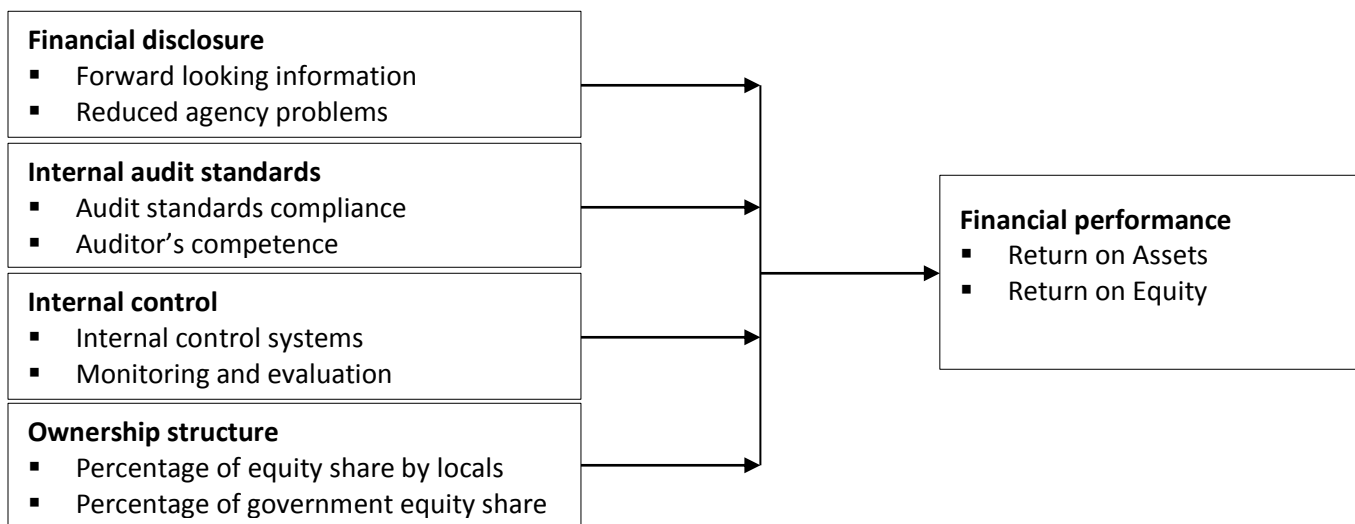 Financial disclosure
▪ Forward looking information
▪ Reduced agency problems
Internal audit standards
▪ Audit standards compliance
▪ Auditor’s competence
Internal control
▪ Internal control systems
▪ Monitoring and evaluation
Ownership structure
▪ Percentage of equity share by locals
▪ Percentage of government equity share
Financial performance
▪ Return on Assets
▪ Return on Equity